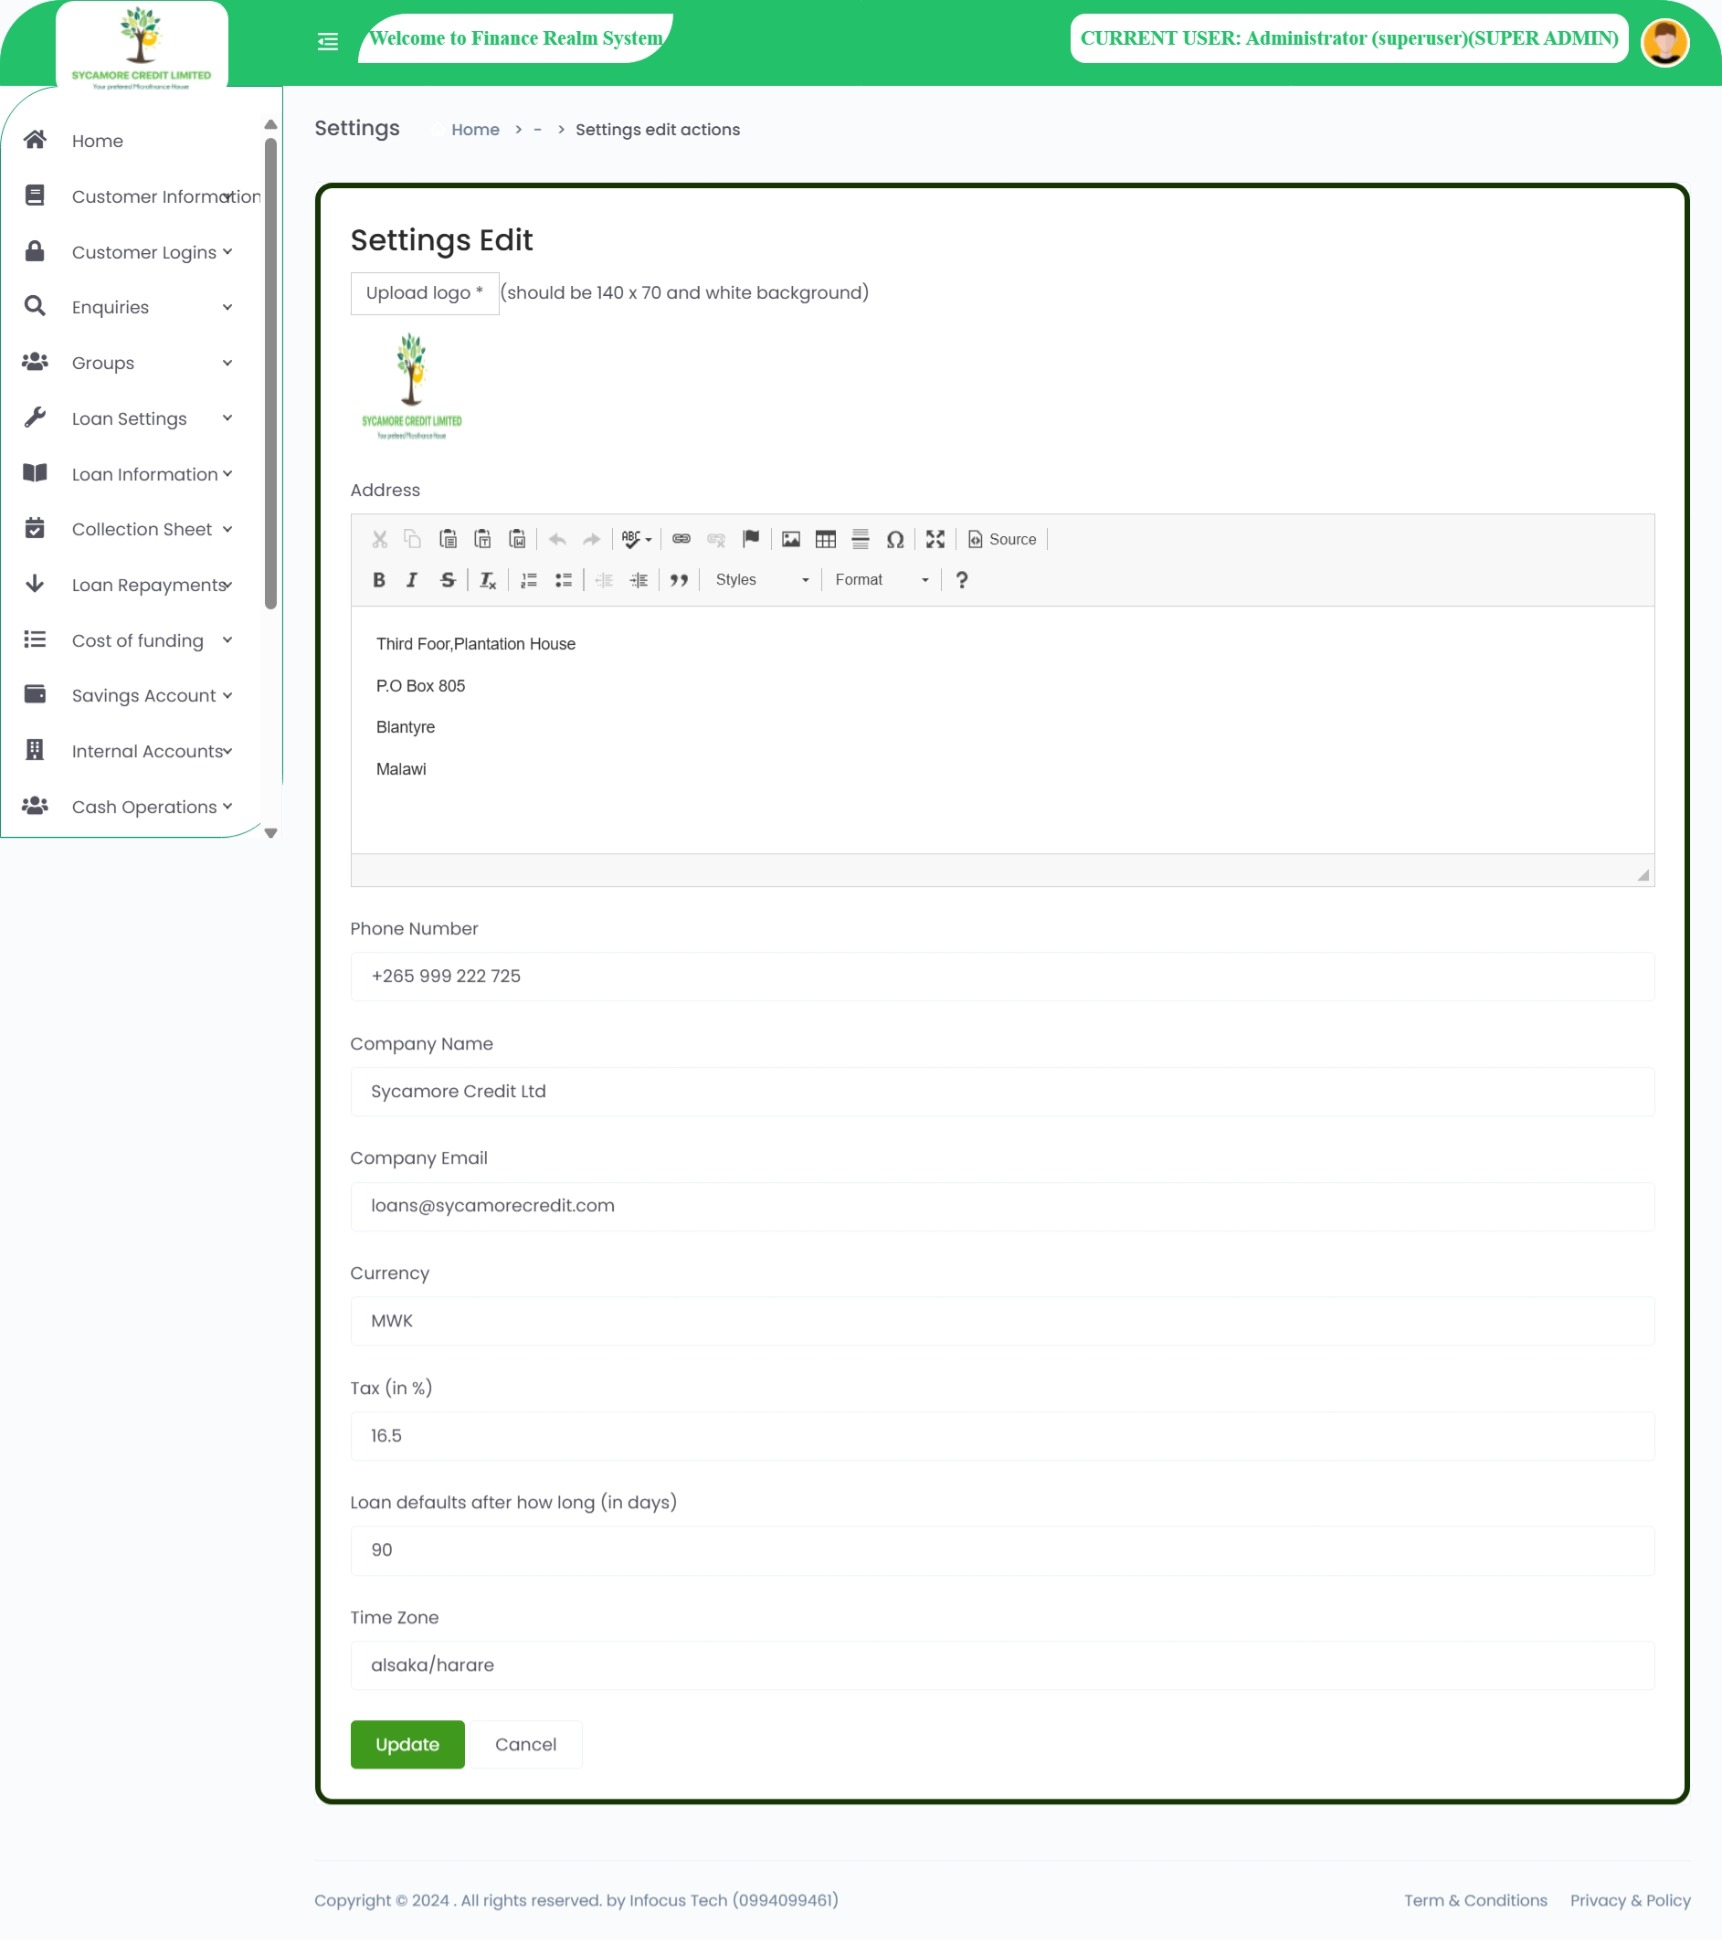 SYCAMORE CREDIT LIMITED
Your prefered Microfinance House
Welcome to Finance Realm System
CURRENT USER: Administrator (superuser)(SUPER ADMIN)
Home
Customer Information
Customer Logins
Enquiries
Groups
Loan Settings
Loan Information
Collection Sheet
Loan Repayments
Cost of funding
Savings Account
Internal Accounts
Cash Operations
Settings
Home > - > Settings edit actions
Settings Edit
Upload logo * (should be 140 x 70 and white background)
SYCAMORE CREDIT LIMITED
Your prefered Microfinance House
Address
ABC
Source
B I S Tx Styles Format ?
Third Foor,Plantation House
P.O Box 805
Blantyre
Malawi
Phone Number
+265 999 222 725
Company Name
Sycamore Credit Ltd
Company Email
loans@sycamorecredit.com
Currency
MWK
Tax (in %)
16.5
Loan defaults after how long (in days)
90
Time Zone
alsaka/harare
Update Cancel
Copyright © 2024 . All rights reserved. by Infocus Tech (0994099461)
Term & Conditions Privacy & Policy